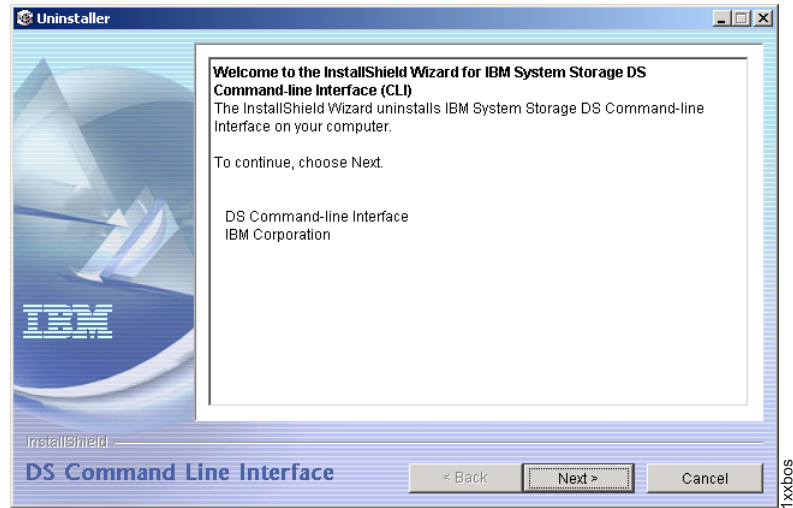 Uninstaller
Welcome to the InstallShield Wizard for IBM System Storage DS
Command-line Interface (CLI)
The InstallShield Wizard uninstalls IBM System Storage DS Command-line
Interface on your computer.
To continue, choose Next.
DS Command-line Interface
IBM Corporation
IBM
InstallShield
DS Command Line Interface
< Back
Next >
Cancel
1xxbos